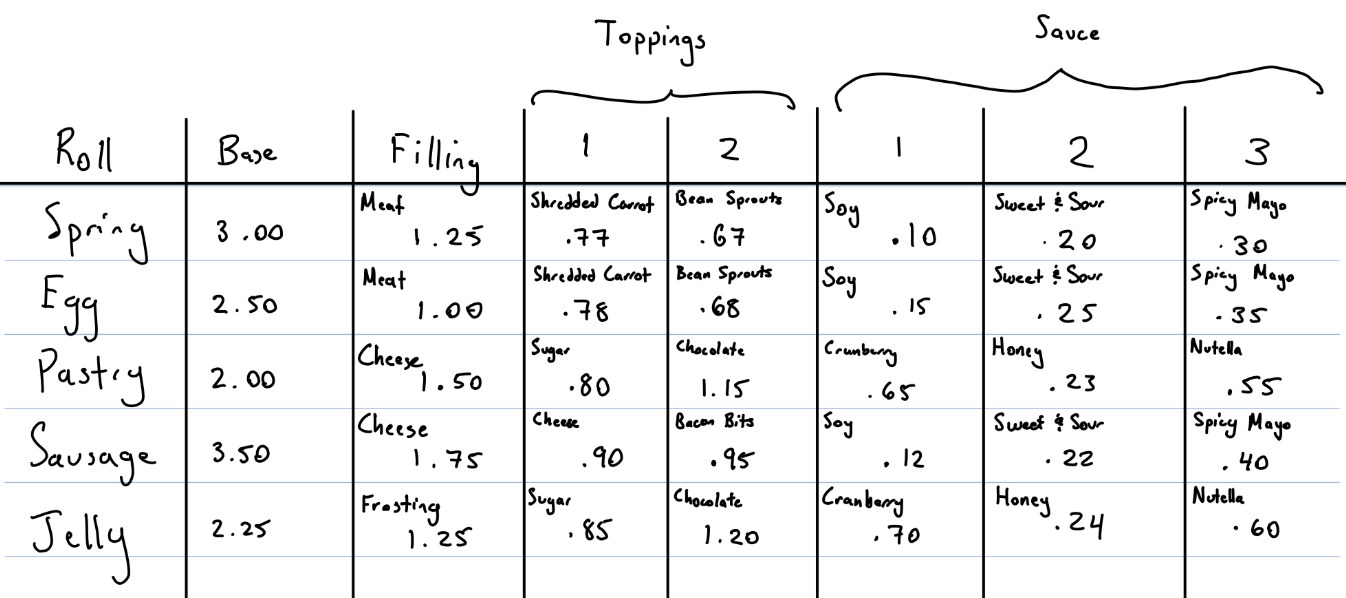 Toppings Sauce
Roll Base Filling 1 2 1 2 3
Meat Shredded Carrot Bean Sprouts Soy Sweet & Sour Spicy Mayo
Spring 3.00 1.25 .77 .67 .10 .20 .30
Meat Shredded Carrot Bean Sprouts Soy Sweet & Sour Spicy Mayo
Egg 2.50 1.00 .78 .68 .15 .25 .35
Cheese Sugar Chocolate Cranberry Honey Nutella
Pastry 2.00 1.50 .80 1.15 .65 .23 .55
Cheese Cheese Bacon Bits Soy Sweet & Sour Spicy Mayo
Sausage 3.50 1.75 .90 .95 .12 .22 .40
Frosting Sugar Chocolate Cranberry Honey Nutella
Jelly 2.25 1.25 .85 1.20 .70 .24 .60